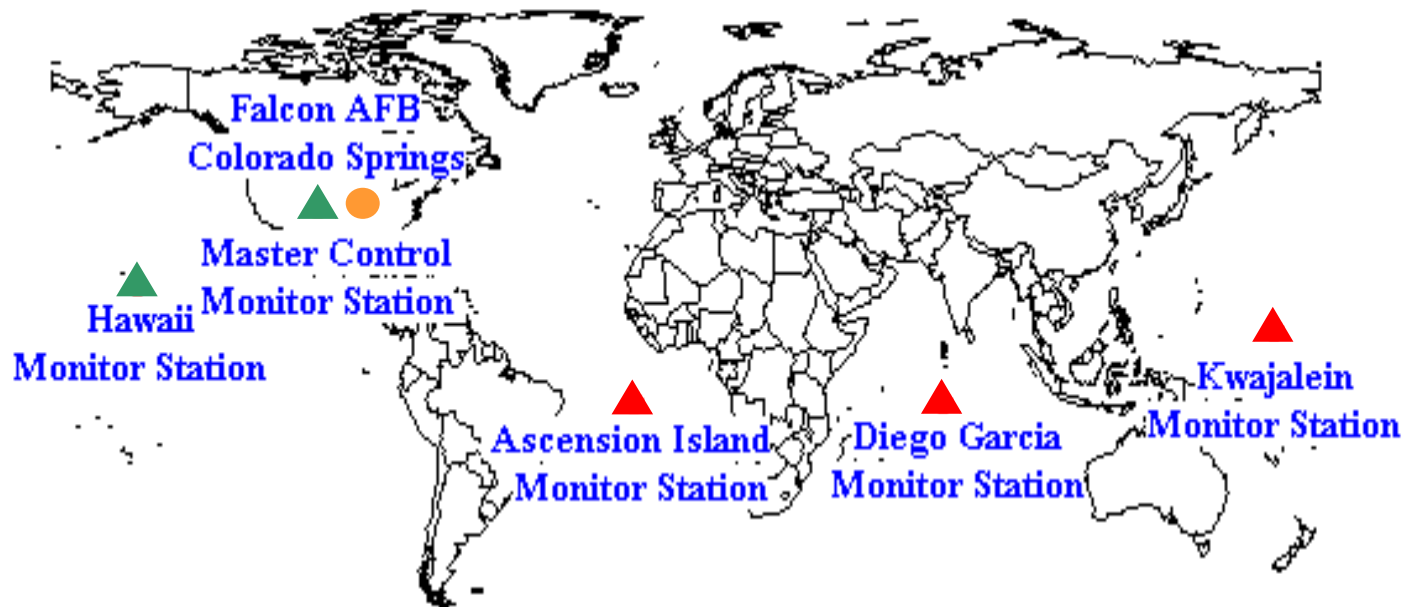 Falcon AFB
Colorado Springs
Master Control
Monitor Station
Hawaii
Monitor Station
Ascension Island
Monitor Station
Diego Garcia
Monitor Station
Kwajalein
Monitor Station